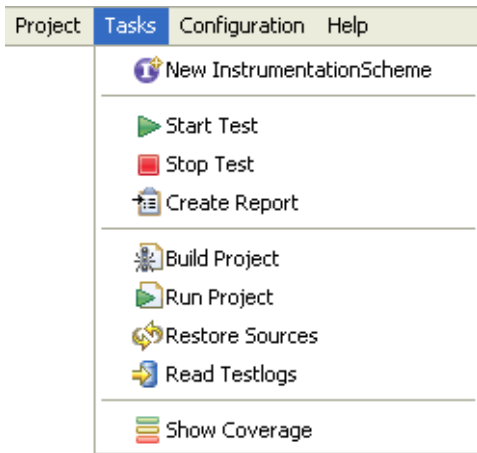 Project Tasks Configuration Help
New InstrumentationScheme
Start Test
Stop Test
Create Report
Build Project
Run Project
Restore Sources
Read Testlogs
Show Coverage